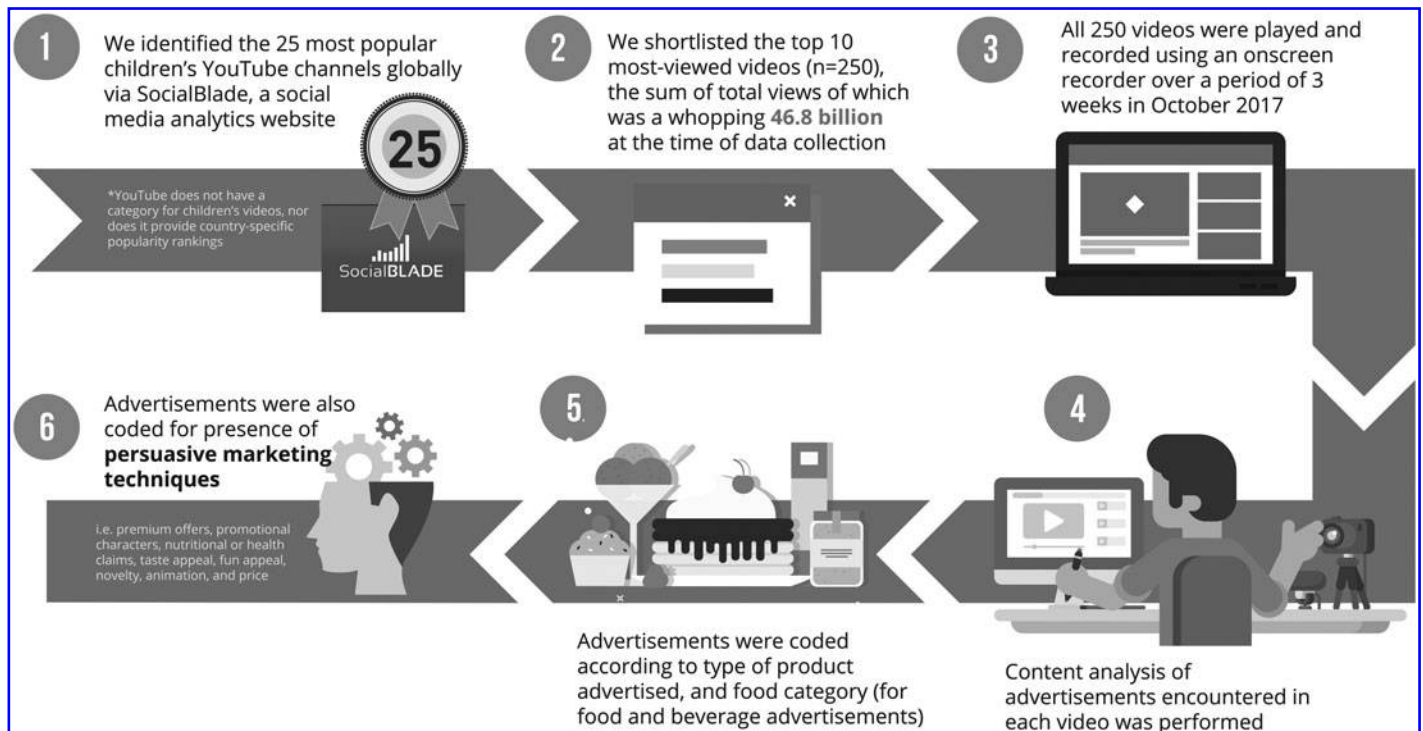 1
We identified the 25 most popular
children's YouTube channels globally
via SocialBlade, a social
media analytics website
25
*YouTube does not have a
category for children's videos, nor
does it provide country-specific
popularity rankings
SocialBLADE
2
We shortlisted the top 10
most-viewed videos (n=250),
the sum of total views of which
was a whopping 46.8 billion
at the time of data collection
3
All 250 videos were played and
recorded using an onscreen
recorder over a period of 3
weeks in October 2017
4
Content analysis of
advertisements encountered in
each video was performed
5
Advertisements were coded
according to type of product
advertised, and food category (for
food and beverage advertisements)
6
Advertisements were also
coded for presence of
persuasive marketing
techniques
i.e. premium offers, promotional
characters, nutritional or health
claims, taste appeal, fun appeal,
novelty, animation, and price